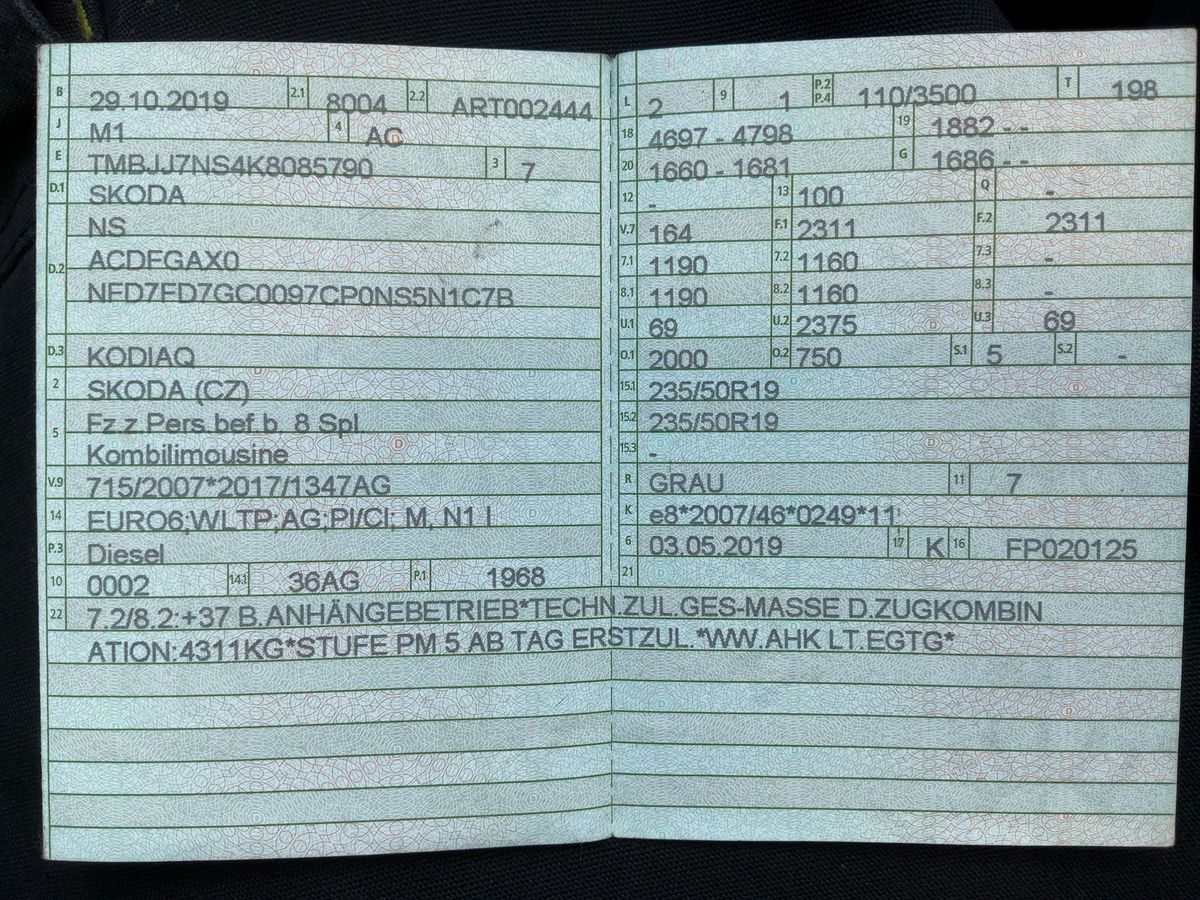 B 29.10.2019 2.1 8004 2.2 ART002444
J M1 4 AC
E TMBJJ7NS4K8085790 3 7
D.1 SKODA
NS
D.2 ACDFGAX0
NFD7FD7GC0097CP0NS5N1C7B
D.3 KODIAQ
2 SKODA (CZ)
5 Fz.z.Pers.bef.b. 8 Spl
Kombilimousine
V.9 715/2007*2017/1347AG
14 EURO6;WLTP;AG;PI/CI; M, N1 I
P.3 Diesel
10 0002 14.1 36AG P.1 1968
L 2 9 1 P.2 P.4 110/3500 T 198
18 4697 - 4798 19 1882 - -
20 1660 - 1681 G 1686 - -
12 - 13 100 Q -
V.7 164 F.1 2311 F.2 2311
7.1 1190 7.2 1160 7.3 -
8.1 1190 8.2 1160 8.3 -
U.1 69 U.2 2375 U.3 69
O.1 2000 O.2 750 S.1 5 S.2 -
15.1 235/50R19
15.2 235/50R19
15.3 -
R GRAU 11 7
K e8*2007/46*0249*11
6 03.05.2019 17 K 16 FP020125
21
22 7.2/8.2:+37 B.ANHÄNGEBETRIEB*TECHN.ZUL.GES-MASSE D.ZUGKOMBIN
ATION:4311KG*STUFE PM 5 AB TAG ERSTZUL.*WW.AHK LT.EGTG*